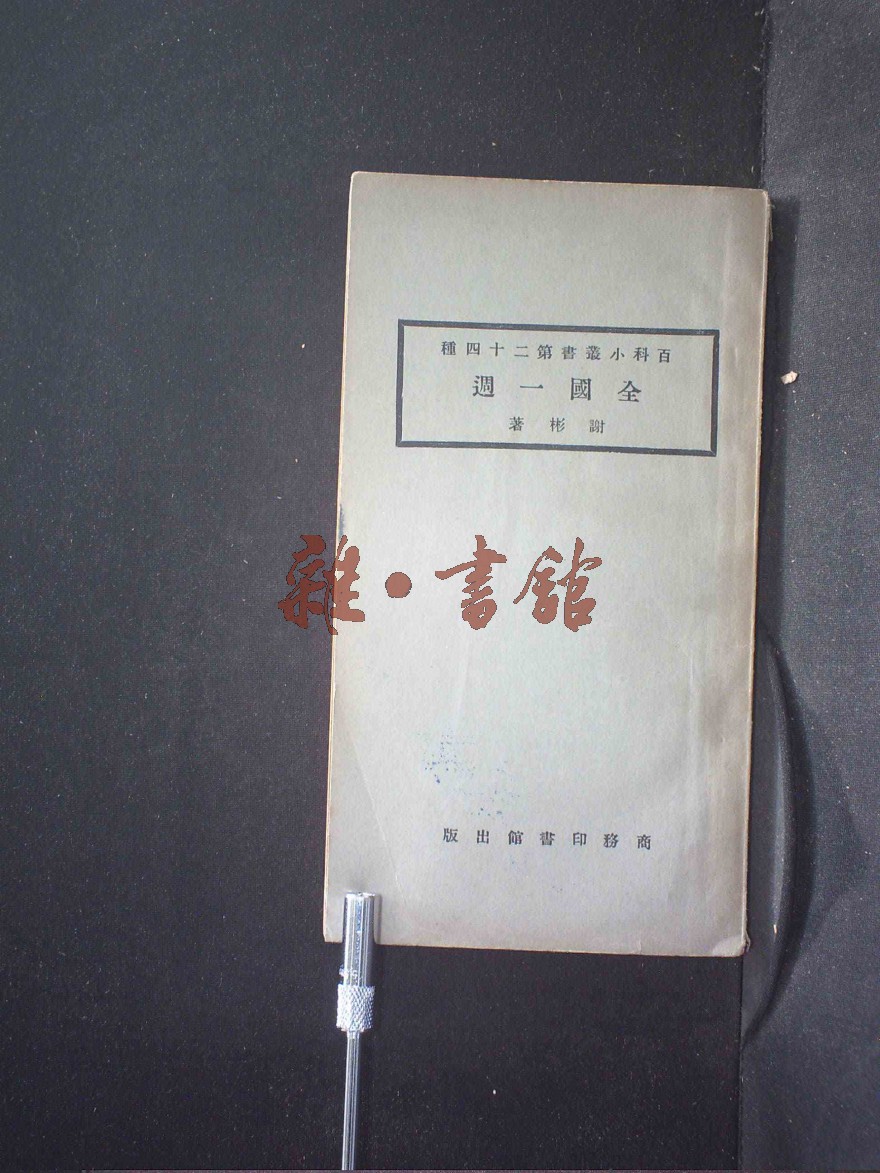 百科小叢書第二十四種
全國一週
謝彬著
雜·書館
商務印書館出版